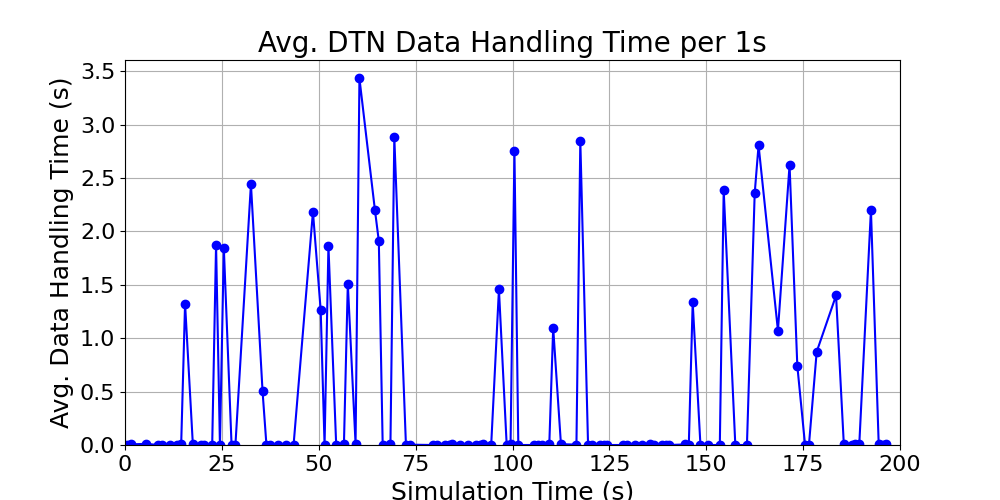 Avg. DTN Data Handling Time per 1s
Avg. Data Handling Time (s)
3.5
3.0
2.5
2.0
1.5
1.0
0.5
0.0
0 25 50 75 100 125 150 175 200
Simulation Time (s)